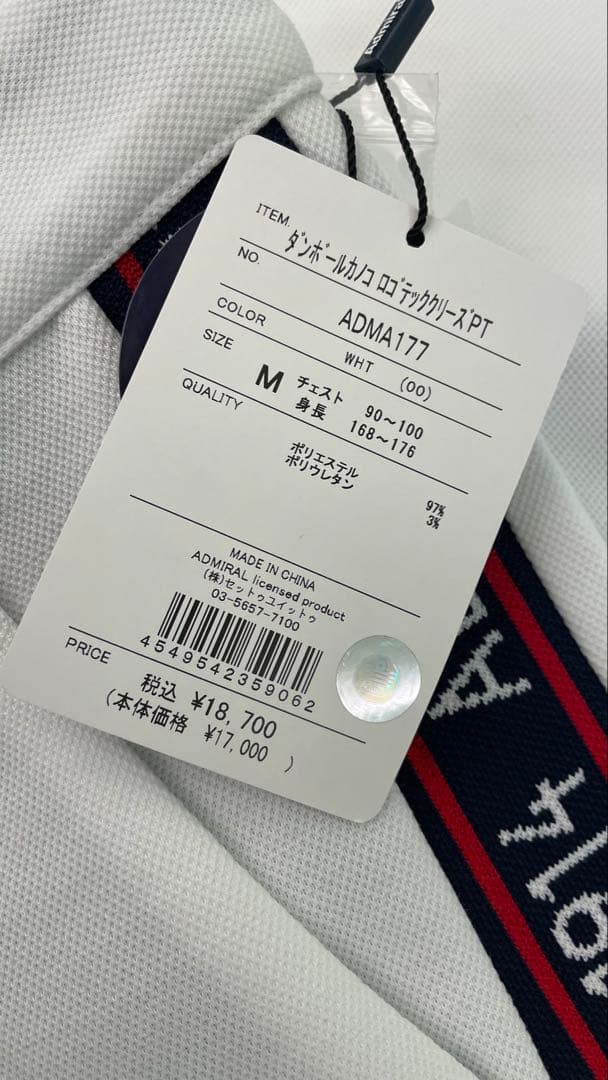 Admiral
ITEM.
ダンボールカノコ ロゴテッククリーズPT
NO.
ADMA177
COLOR
WHT (00)
SIZE
M チェスト 90~100
身長 168~176
QUALITY
ポリエステル 97%
ポリウレタン 3%
MADE IN CHINA
ADMIRAL licensed product
(株)セットゥユイットゥ
03-5657-7100
4549542359062
PRICE
税込 ¥18,700
(本体価格 ¥17,000 )